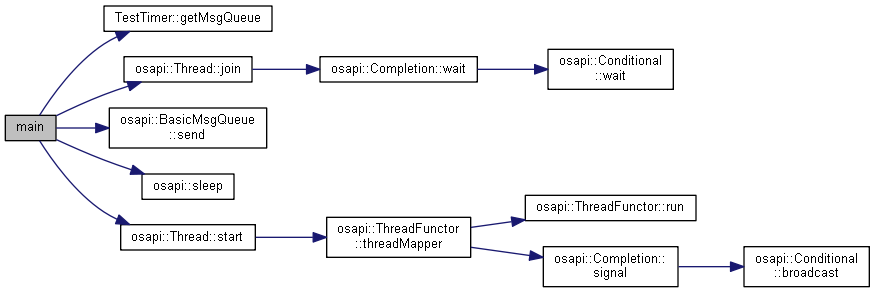 main
TestTimer::getMsgQueue
osapi::Thread::join
osapi::Completion::wait
osapi::Conditional
::wait
osapi::BasicMsgQueue
::send
osapi::sleep
osapi::Thread::start
osapi::ThreadFunctor
::threadMapper
osapi::ThreadFunctor::run
osapi::Completion::
signal
osapi::Conditional
::broadcast